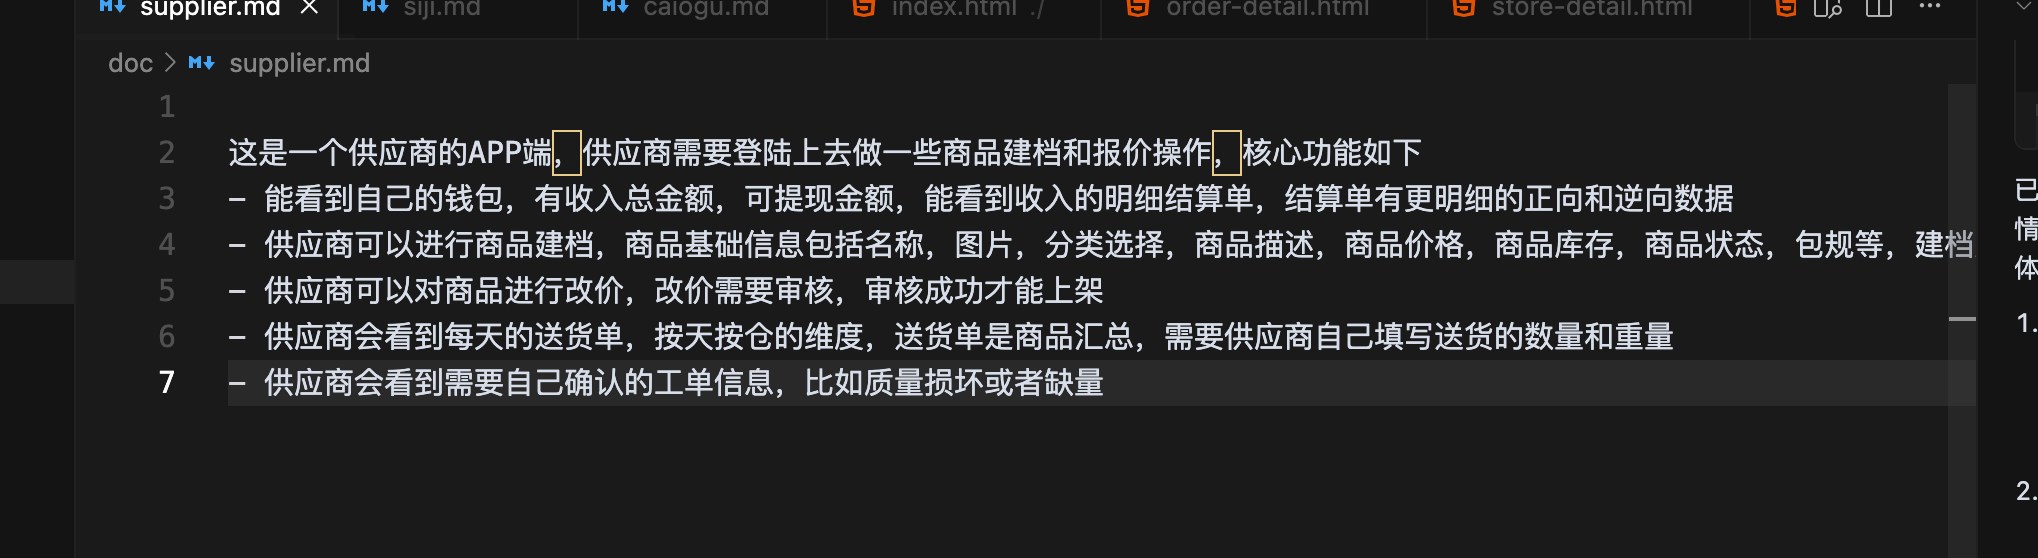 supplier.md
siji.md
caiogu.md
index.html ./
order-detail.html
store-detail.html
doc > supplier.md
1
2 这是一个供应商的APP端，供应商需要登陆上去做一些商品建档和报价操作，核心功能如下
3 - 能看到自己的钱包，有收入总金额，可提现金额，能看到收入的明细结算单，结算单有更明细的正向和逆向数据
4 - 供应商可以进行商品建档，商品基础信息包括名称，图片，分类选择，商品描述，商品价格，商品库存，商品状态，包规等，建档
5 - 供应商可以对商品进行改价，改价需要审核，审核成功才能上架
6 - 供应商会看到每天的送货单，按天按仓的维度，送货单是商品汇总，需要供应商自己填写送货的数量和重量
7 - 供应商会看到需要自己确认的工单信息，比如质量损坏或者缺量
已
情
体
1.
2.